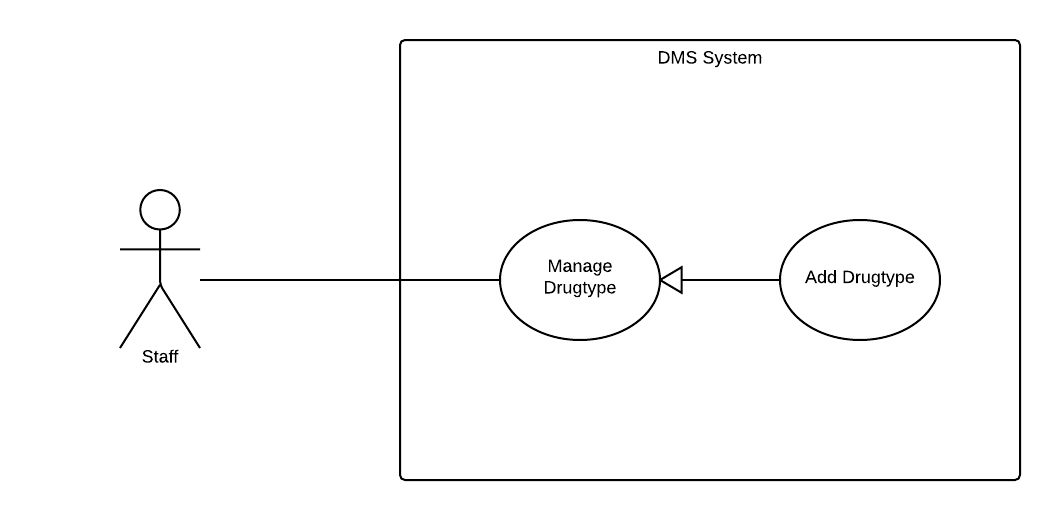 DMS System
Manage
Drugtype
Add Drugtype
Staff